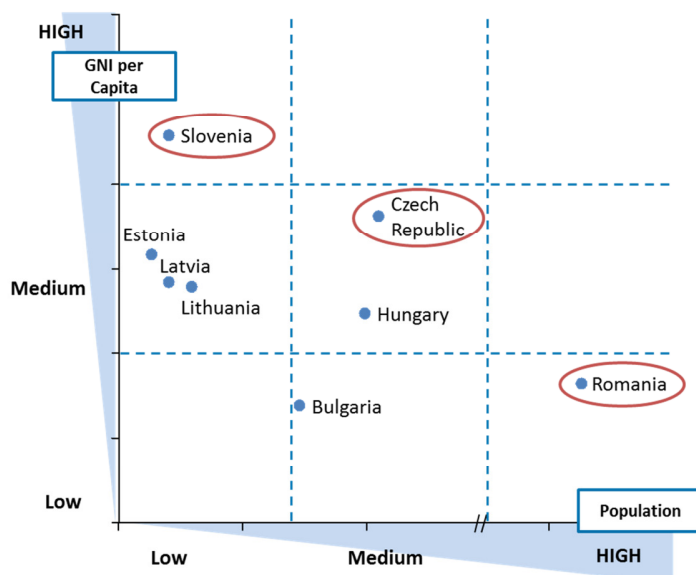 HIGH
GNI per
Capita
Slovenia
Czech
Republic
Estonia
Latvia
Medium
Lithuania
Hungary
Romania
Bulgaria
Low
Population
Low Medium HIGH